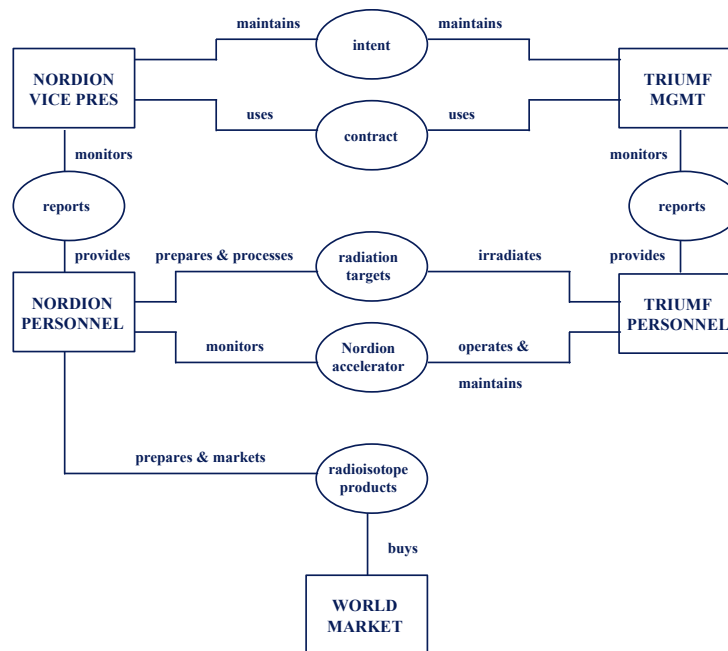 maintains
intent
maintains
NORDION
VICE PRES
TRIUMF
MGMT
uses
contract
uses
monitors
monitors
reports
reports
provides
provides
prepares & processes
radiation
targets
irradiates
NORDION
PERSONNEL
TRIUMF
PERSONNEL
monitors
Nordion
accelerator
operates &
maintains
prepares & markets
radioisotope
products
buys
WORLD
MARKET